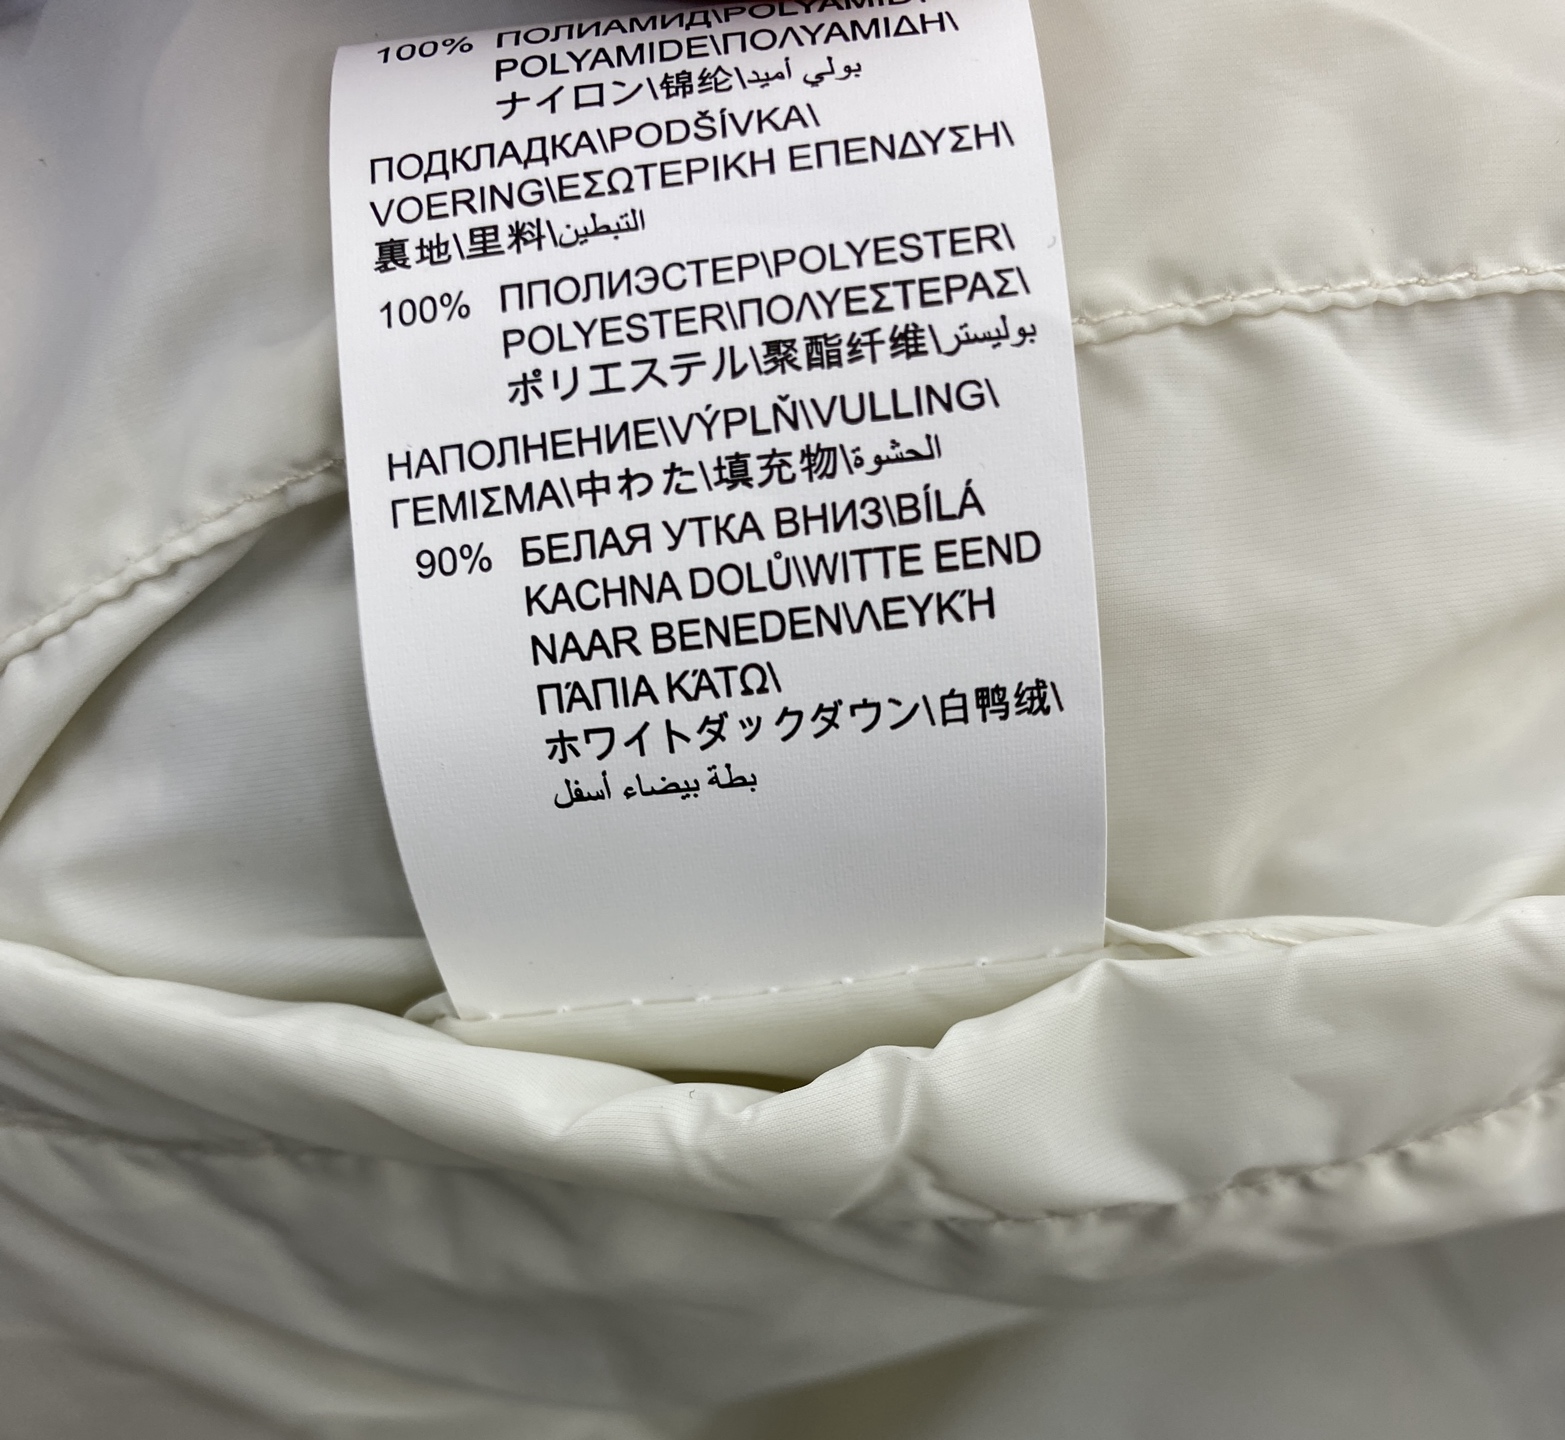 100% ПОЛИАМИД\POLYAMID\
POLYAMIDE\ΠΟΛΥΑΜΙΔΗ\
ナイロン\锦纶\بولي أميد
ПОДКЛАДКА\PODŠÍVKA\
VOERING\ΕΣΩΤΕΡΙΚΗ ΕΠΕΝΔΥΣΗ\
裏地\里料\التبطين
100% ППОЛИЭСТЕР\POLYESTER\
POLYESTER\ΠΟΛΥΕΣΤΕΡΑΣ\
ポリエステル\聚酯纤维\بوليستر
НАПОЛНЕНИЕ\VÝPLŇ\VULLING\
ΓΕΜΙΣΜΑ\中わた\填充物\الحشوة
90% БЕЛАЯ УТКА ВНИЗ\BÍLÁ
KACHNA DOLŮ\WITTE EEND
NAAR BENEDEN\ΛΕΥΚΉ
ΠΆΠΙΑ ΚΆΤΩ\
ホワイトダックダウン\白鸭绒\
بطة بيضاء أسفل